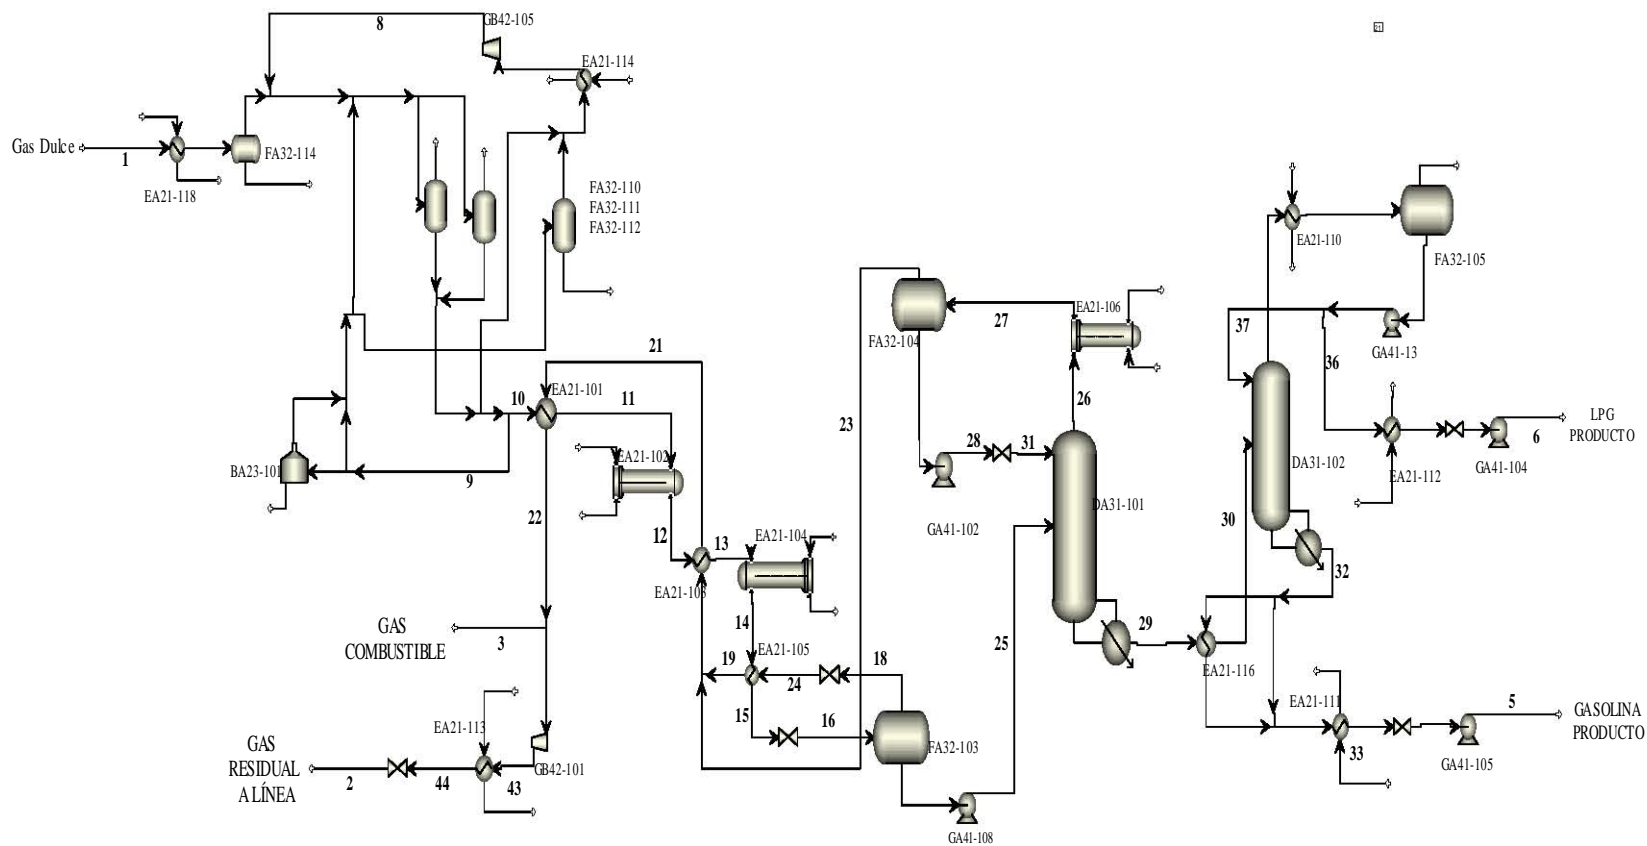 8
GB42-105
EA21-114
Gas Dulce
1
FA32-114
EA21-118
FA32-110
FA32-111
FA32-112
EA21-110
FA32-105
27
EA21-106
FA32-104
37
GA41-13
36
21
EA21-101
10
11
23
26
LPG
PRODUCTO
6
GA41-104
BA23-101
EA21-102
9
28
31
DA31-102
EA21-112
22
12
DA31-101
30
GA41-102
13
EA21-104
EA21-103
32
14
GAS
COMBUSTIBLE
3
25
29
EA21-105
19
18
24
EA21-116
15
16
EA21-111
5
GASOLINA
PRODUCTO
EA21-113
FA32-103
33
GA41-105
GAS
RESIDUAL
A LÍNEA
2
44
43
GB42-101
GA41-108